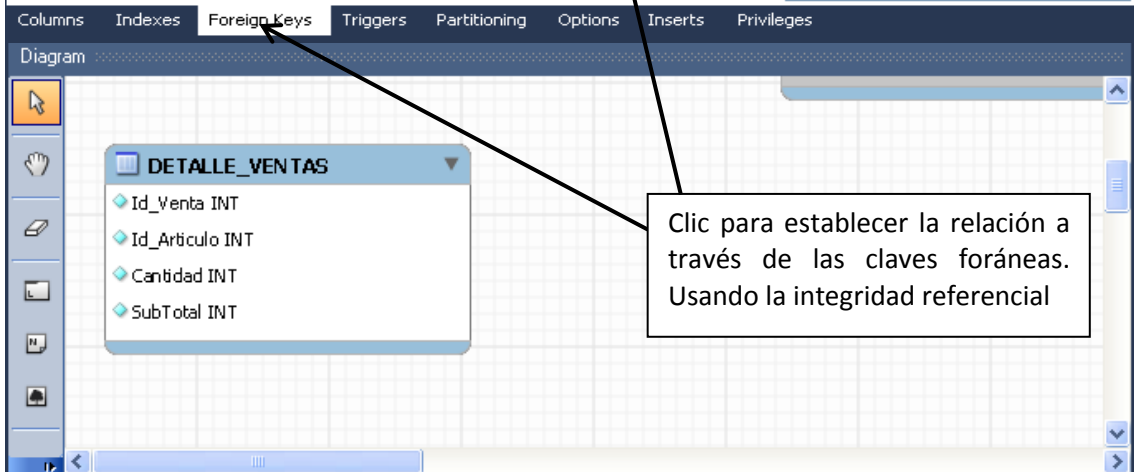 Columns Indexes Foreign Keys Triggers Partitioning Options Inserts Privileges
Diagram
DETALLE_VENTAS
Id_Venta INT
Id_Articulo INT
Cantidad INT
SubTotal INT
Clic para establecer la relación a
través de las claves foráneas.
Usando la integridad referencial